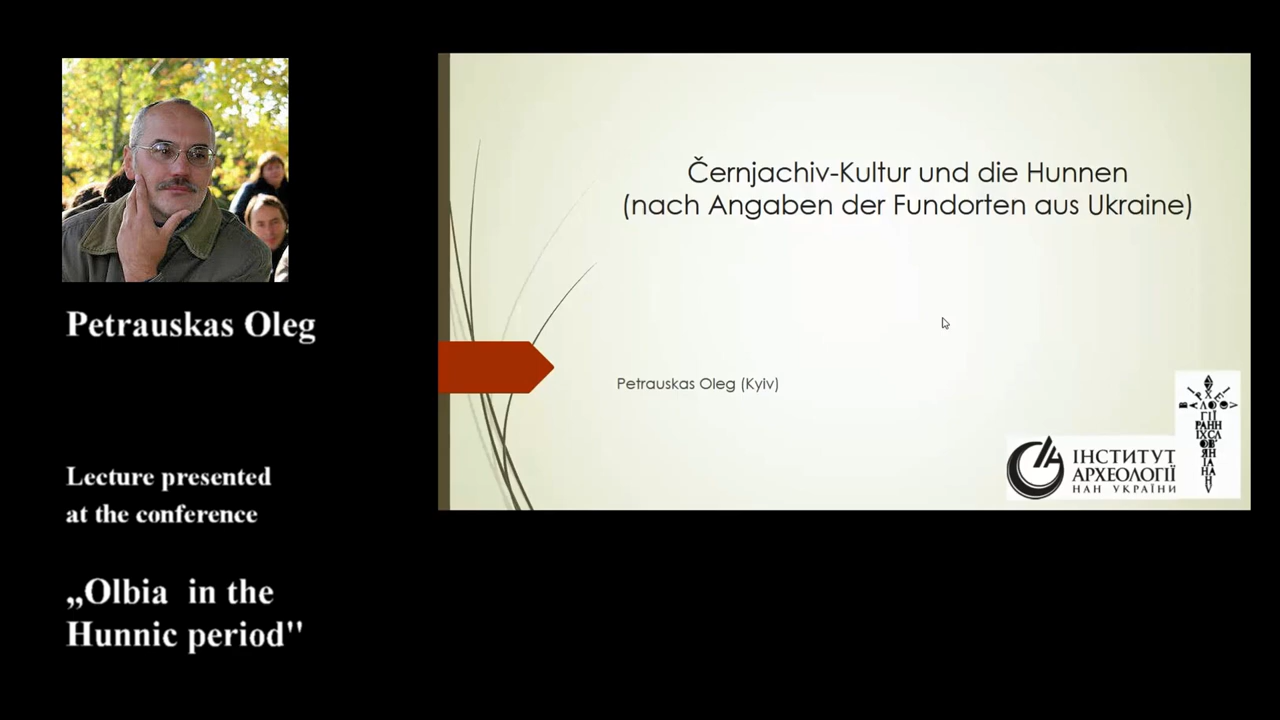 Petrauskas Oleg
Lecture presented
at the conference
„Olbia in the
Hunnic period"
Černjachiv-Kultur und die Hunnen
(nach Angaben der Fundorten aus Ukraine)
Petrauskas Oleg (Kyiv)
ІНСТИТУТ
АРХЕОЛОГІЇ
НАН УКРАЇНИ